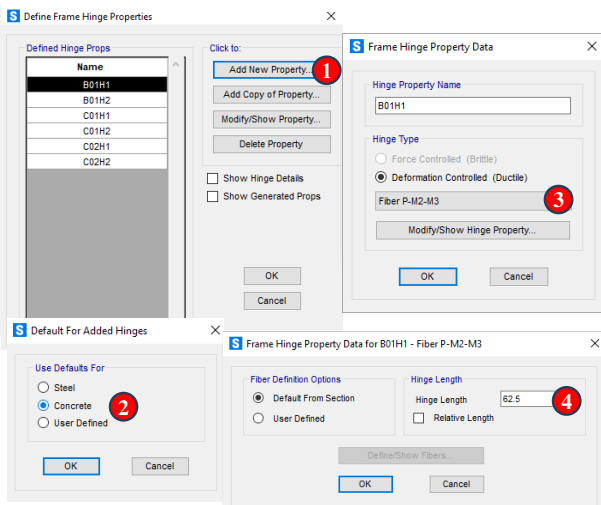 S Define Frame Hinge Properties
Defined Hinge Props
Name
B01H1
B01H2
C01H1
C01H2
C02H1
C02H2
Click to:
Add New Property...
1
Add Copy of Property...
Modify/Show Property...
Delete Property
Show Hinge Details
Show Generated Props
OK
Cancel
S Frame Hinge Property Data
Hinge Property Name
B01H1
Hinge Type
Force Controlled (Brittle)
Deformation Controlled (Ductile)
Fiber P-M2-M3
3
Modify/Show Hinge Property...
OK Cancel
S Default For Added Hinges
Use Defaults For
Steel
Concrete
2
User Defined
OK Cancel
S Frame Hinge Property Data for B01H1 - Fiber P-M2-M3
Fiber Definition Options
Default From Section
User Defined
Hinge Length
Hinge Length 62.5
4
Relative Length
Define/Show Fibers...
OK Cancel